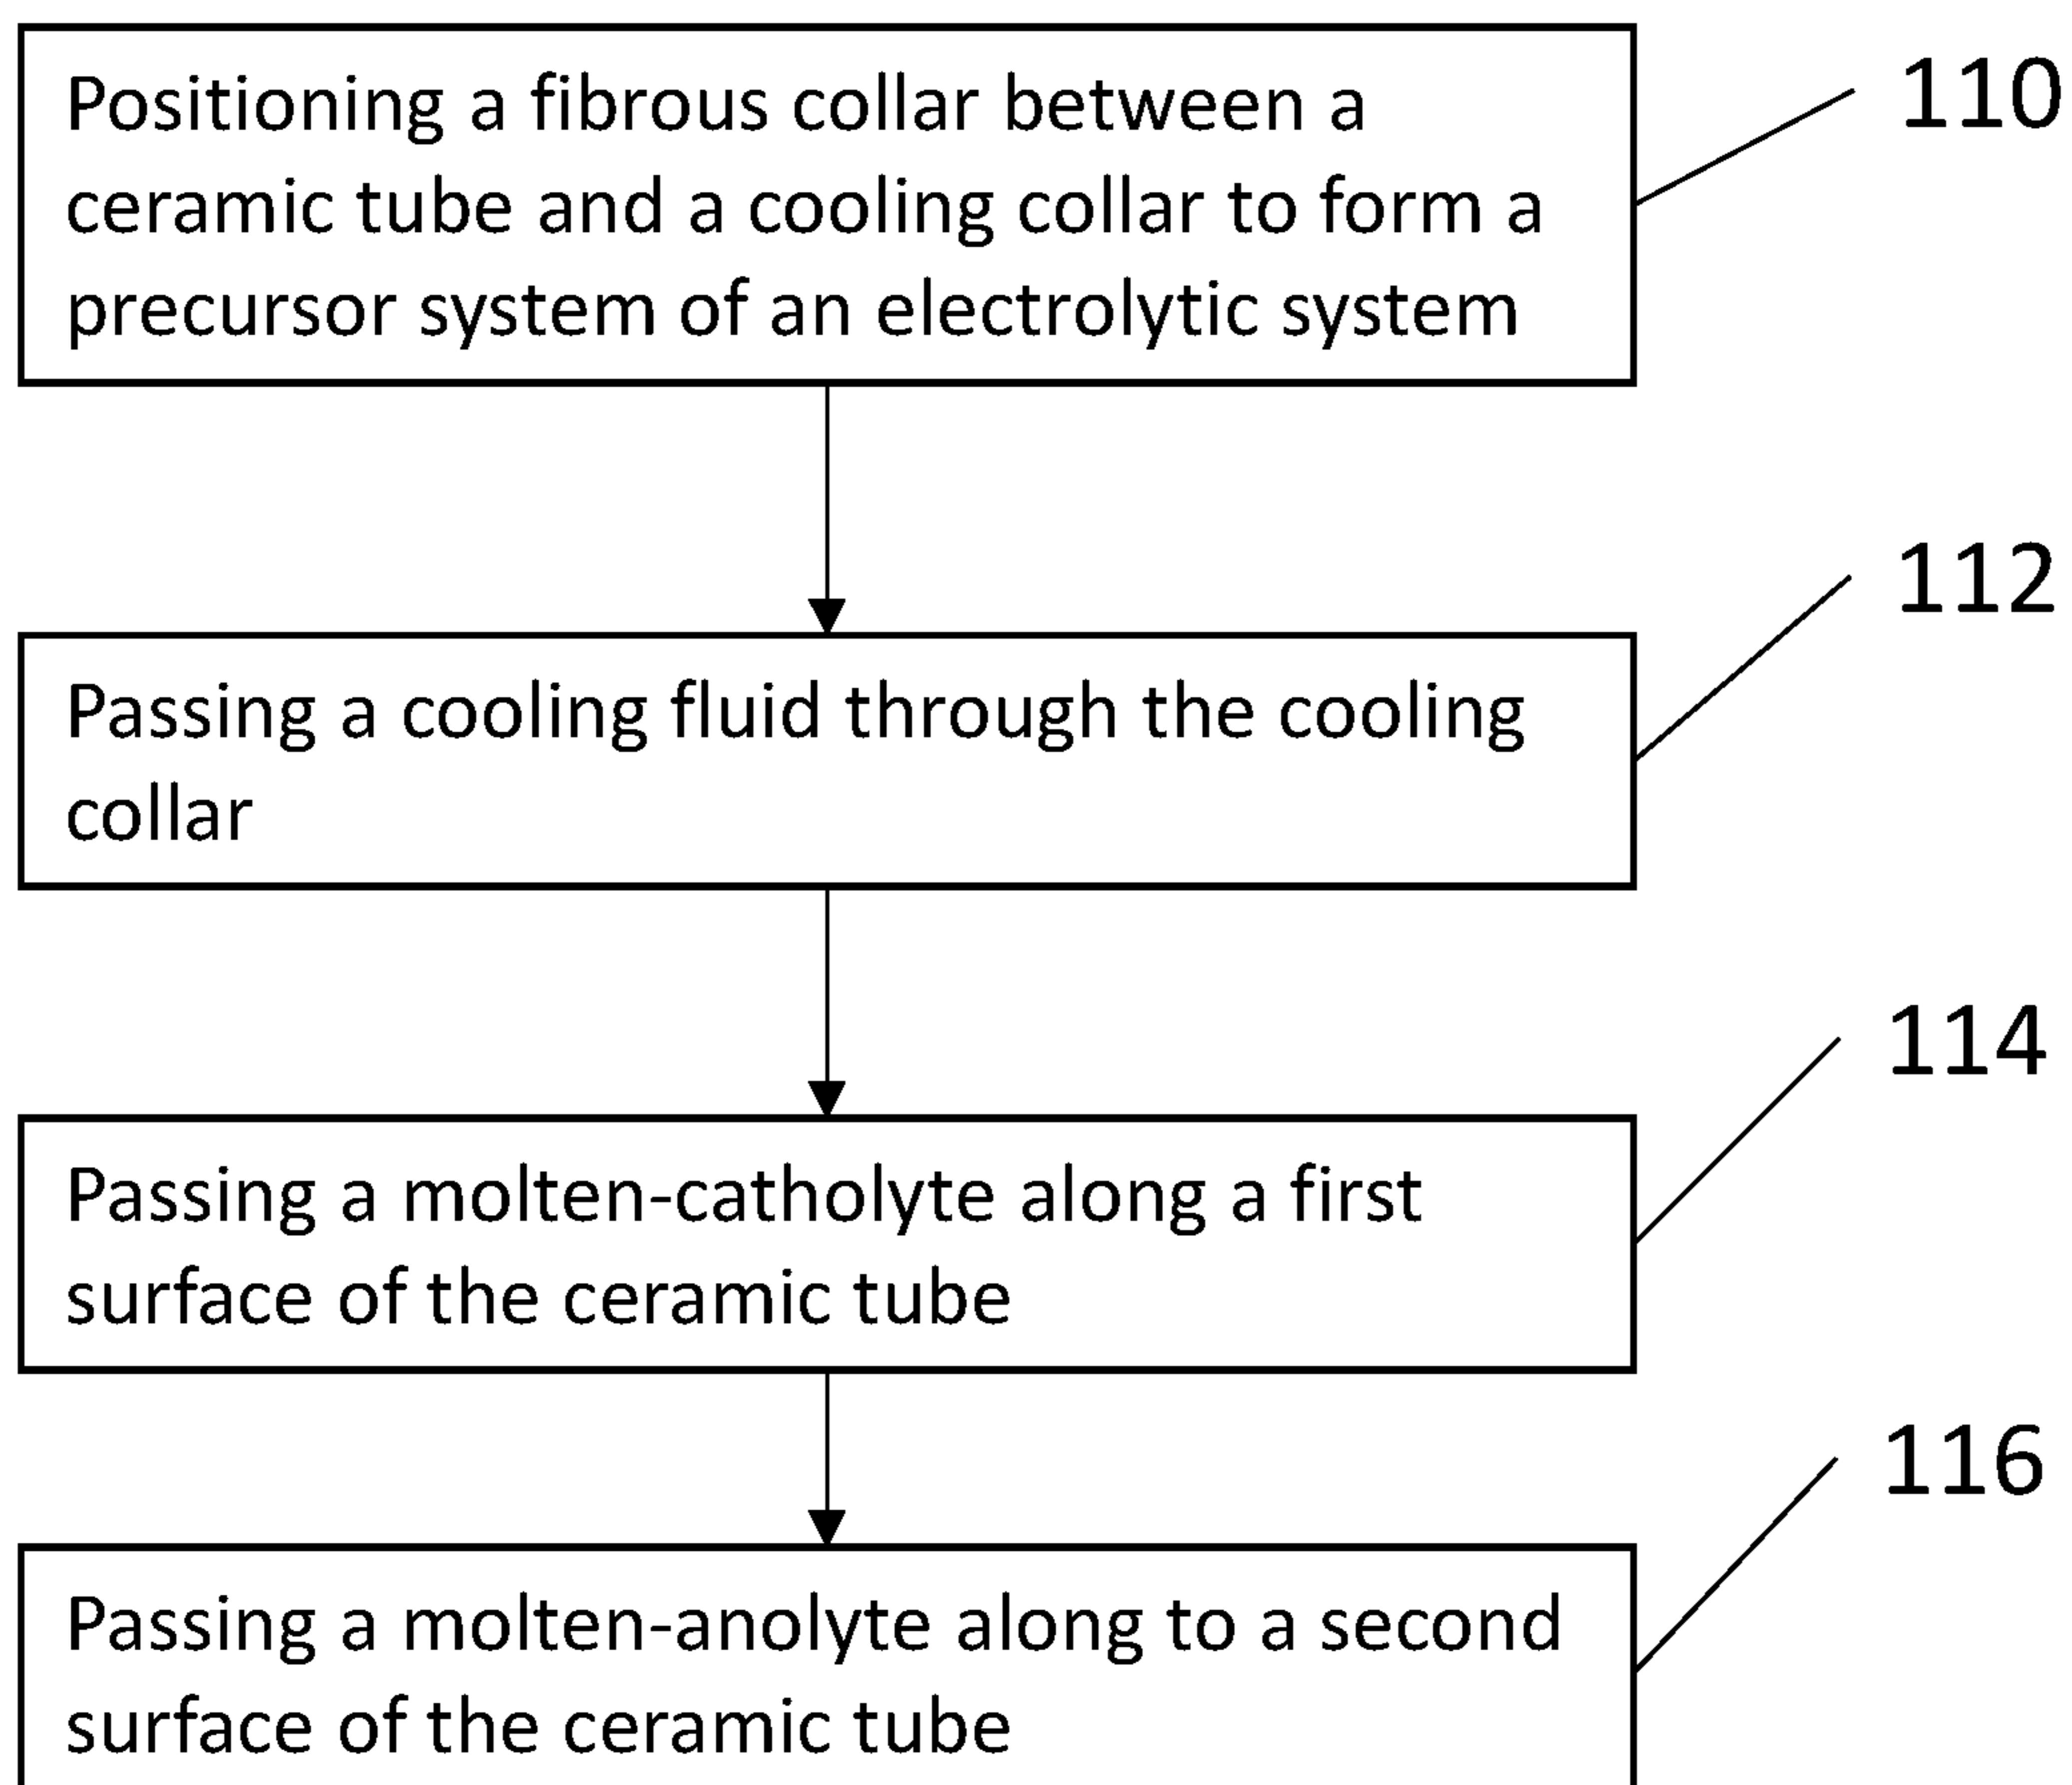 Positioning a fibrous collar between a
ceramic tube and a cooling collar to form a
precursor system of an electrolytic system
110
Passing a cooling fluid through the cooling
collar
112
Passing a molten-catholyte along a first
surface of the ceramic tube
114
Passing a molten-anolyte along to a second
surface of the ceramic tube
116